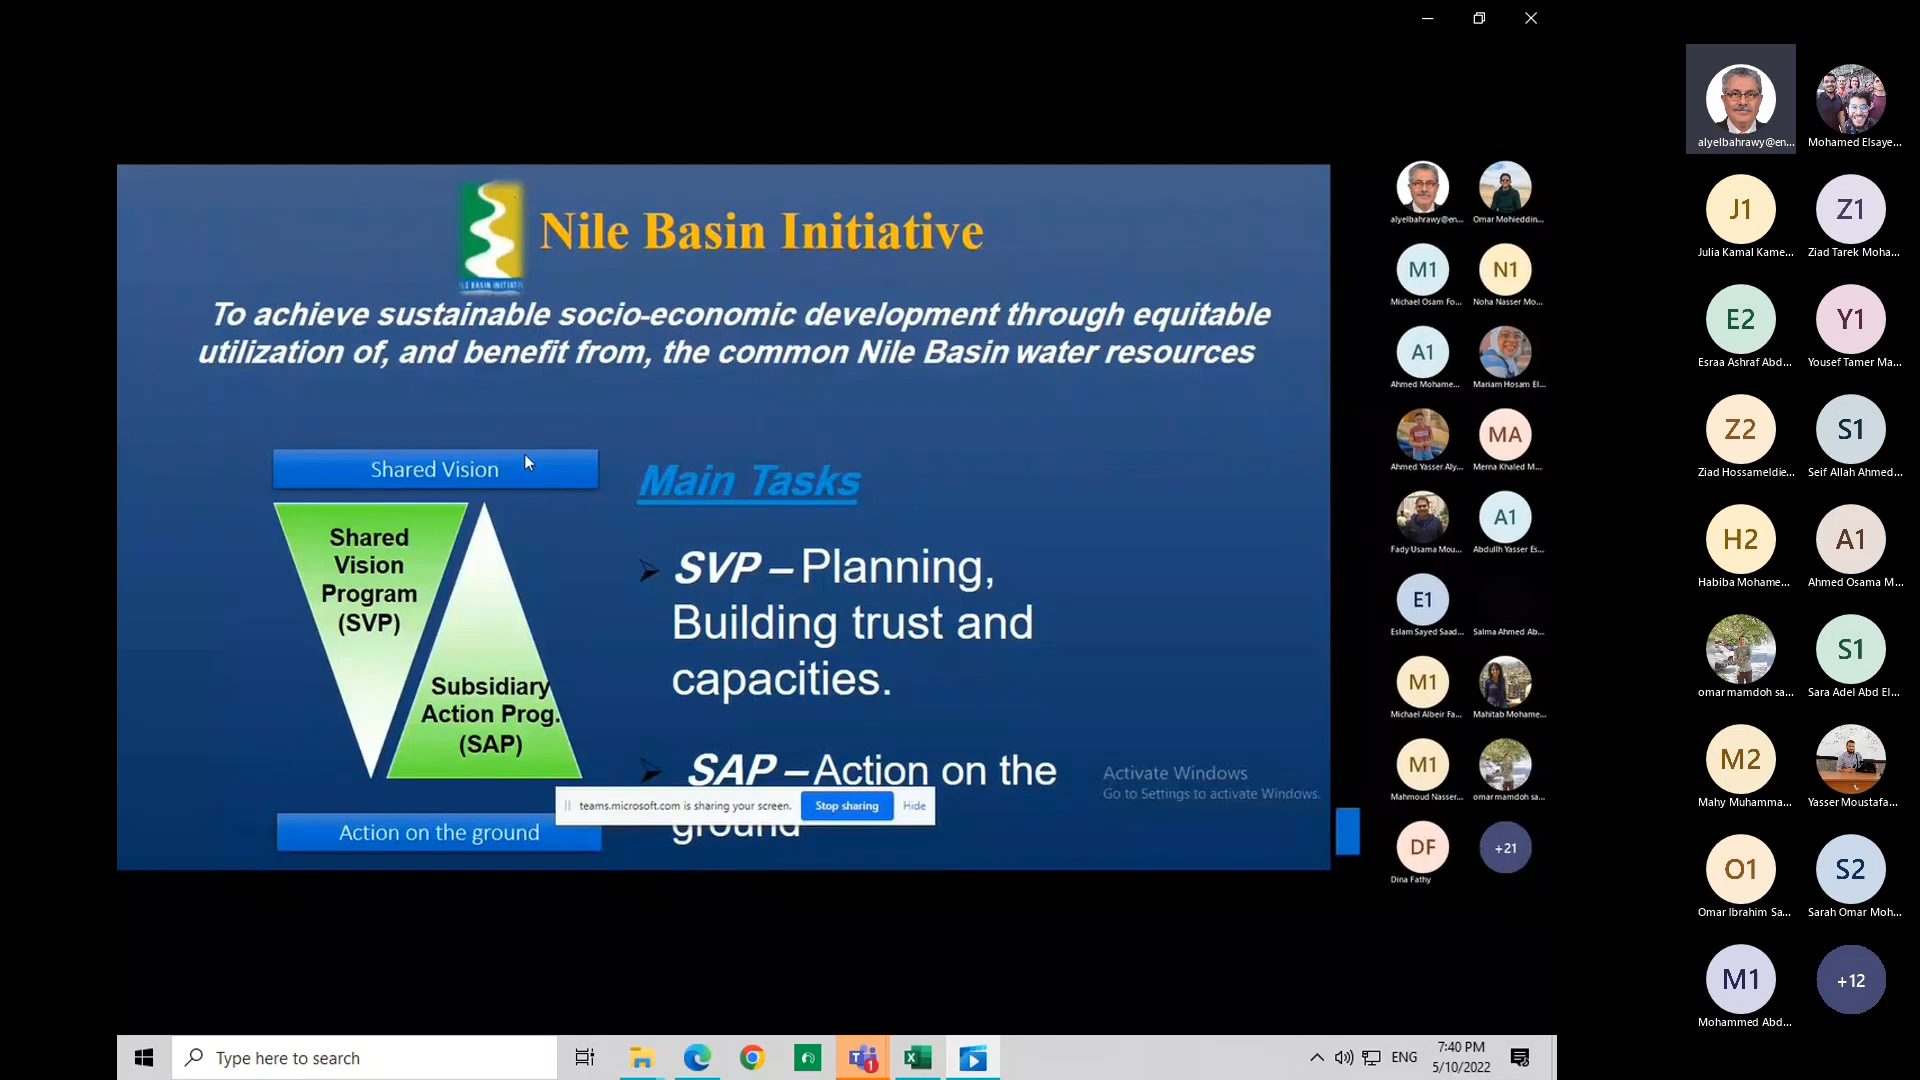 Nile Basin Initiative
LE BASIN INITIATI
To achieve sustainable socio-economic development through equitable
utilization of, and benefit from, the common Nile Basin water resources
Shared Vision
Shared
Vision
Program
(SVP)
Subsidiary
Action Prog.
(SAP)
Action on the ground
Main Tasks
SVP – Planning,
Building trust and
capacities.
SAP – Action on the
ground
teams.microsoft.com is sharing your screen.
Stop sharing
Hide
Activate Windows
Go to Settings to activate Windows.
alyelbahrawy@en...
Omar Mohieddin...
M1
N1
Michael Osam Fo...
Noha Nasser Mo...
A1
Ahmed Mohame...
Mariam Hosam El...
MA
Ahmed Yasser Aly...
Merna Khaled M...
A1
Fady Usama Mou...
Abdullh Yasser Es...
E1
Eslam Sayed Saad...
Salma Ahmed Ab...
M1
Michael Albeir Fa...
Mahitab Mohame...
M1
Mahmoud Nasser...
omar mamdoh sa...
DF
+21
Dina Fathy
alyelbahrawy@en...
Mohamed Elsaye...
J1
Z1
Julia Kamal Kame...
Ziad Tarek Moha...
E2
Y1
Esraa Ashraf Abd...
Yousef Tamer Ma...
Z2
S1
Ziad Hossameldie...
Seif Allah Ahmed...
H2
A1
Habiba Mohame...
Ahmed Osama M...
S1
omar mamdoh sa...
Sara Adel Abd El...
M2
Mahy Muhamma...
Yasser Moustafa...
O1
S2
Omar Ibrahim Sa...
Sarah Omar Moh...
M1
+12
Mohammed Abd...
Type here to search
1
ENG
7:40 PM
5/10/2022